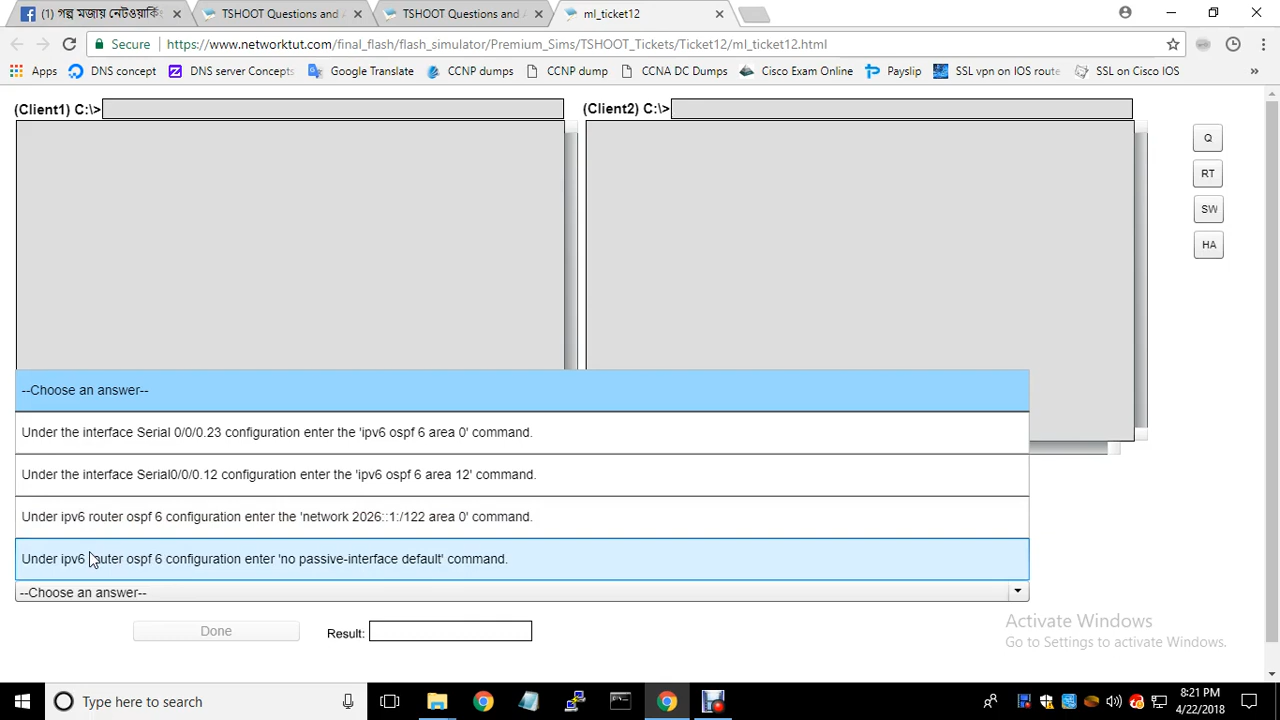 (1) গল্প মজায় নেটওয়ার্কিং
TSHOOT Questions and
TSHOOT Questions and
ml_ticket12
Secure
https://www.networktut.com/final_flash/flash_simulator/Premium_Sims/TSHOOT_Tickets/Ticket12/ml_ticket12.html
Apps
DNS concept
DNS server Concepts
Google Translate
CCNP dumps
CCNP dump
CCNA DC Dumps
Cisco Exam Online
Payslip
SSL vpn on IOS route
SSL on Cisco IOS
»
(Client1) C:\>
(Client2) C:\>
Q
RT
SW
HA
--Choose an answer--
Under the interface Serial 0/0/0.23 configuration enter the 'ipv6 ospf 6 area 0' command.
Under the interface Serial0/0/0.12 configuration enter the 'ipv6 ospf 6 area 12' command.
Under ipv6 router ospf 6 configuration enter the 'network 2026::1:/122 area 0' command.
Under ipv6 router ospf 6 configuration enter 'no passive-interface default' command.
--Choose an answer--
Done
Result:
Activate Windows
Go to Settings to activate Windows.
Type here to search
8:21 PM
4/22/2018